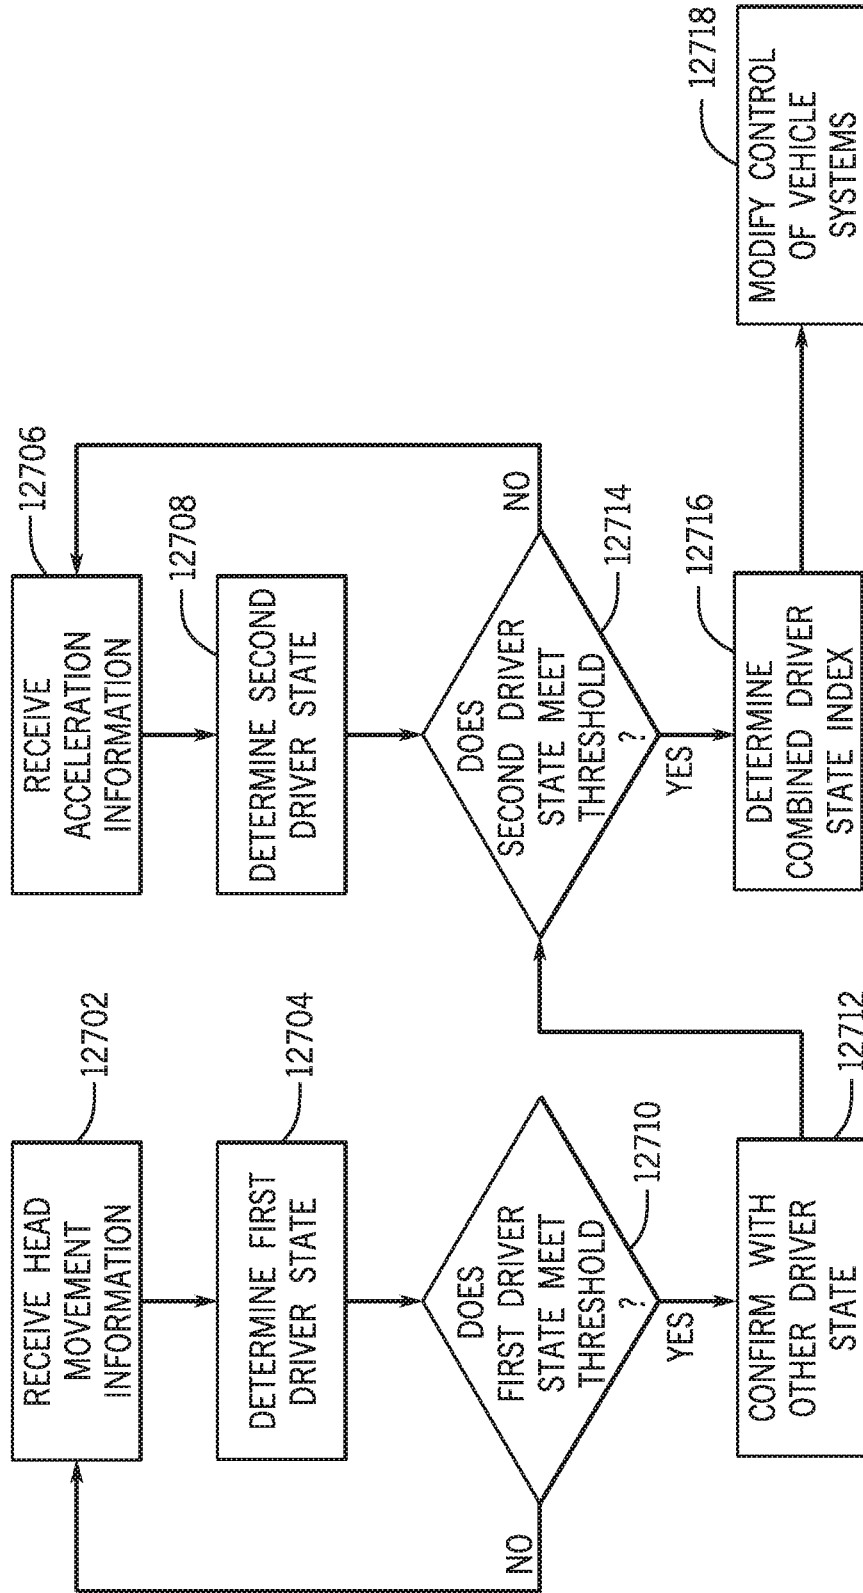 RECEIVE HEAD
MOVEMENT
INFORMATION
12702
DETERMINE FIRST
DRIVER STATE
12704
DOES
FIRST DRIVER
STATE MEET
THRESHOLD
?
12710
NO
YES
CONFIRM WITH
OTHER DRIVER
STATE
12712
RECEIVE
ACCELERATION
INFORMATION
12706
DETERMINE SECOND
DRIVER STATE
12708
DOES
SECOND DRIVER
STATE MEET
THRESHOLD
?
12714
NO
YES
DETERMINE
COMBINED DRIVER
STATE INDEX
12716
MODIFY CONTROL
OF VEHICLE
SYSTEMS
12718